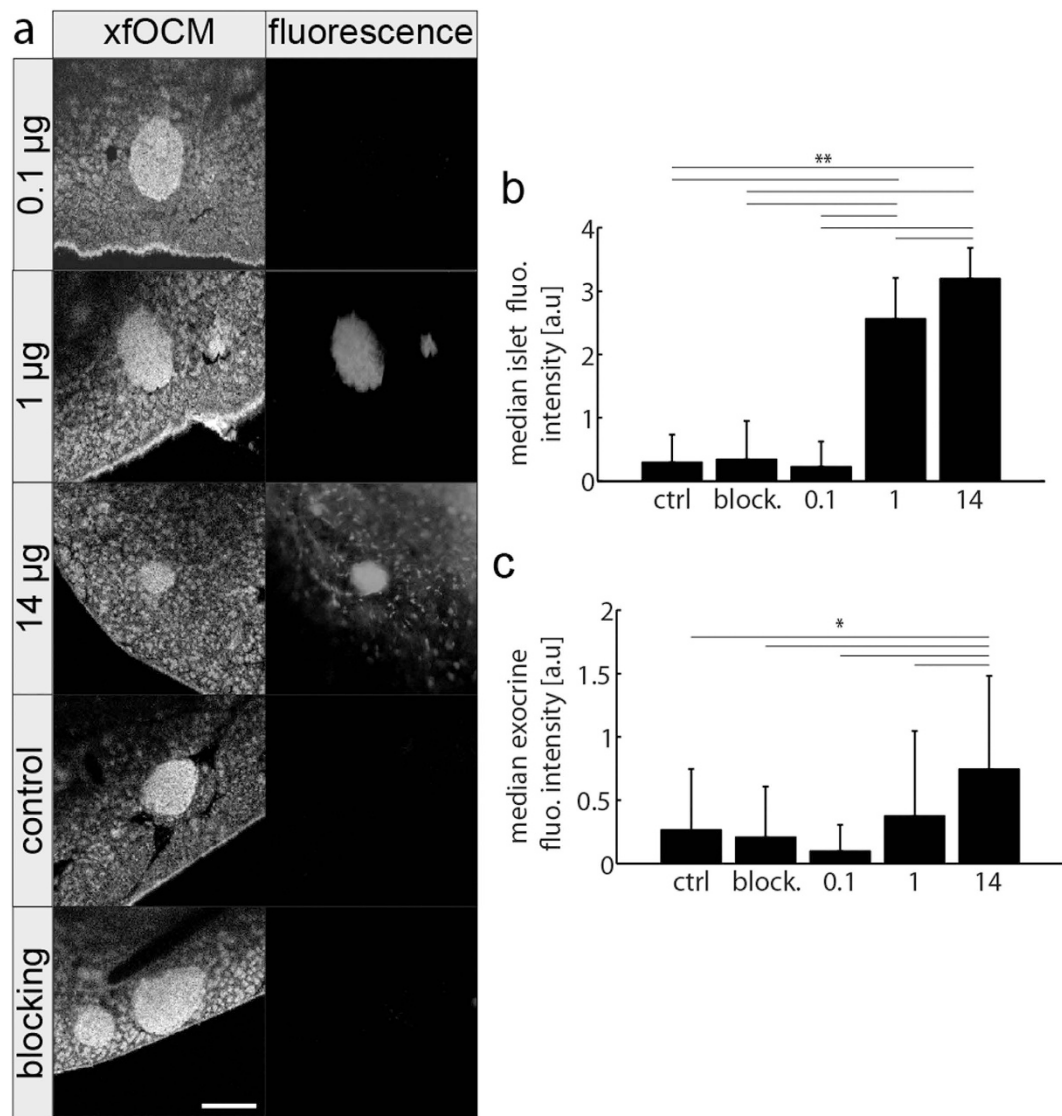 a
xfOCM fluorescence
0.1 µg
1 µg
14 µg
control
blocking
b
**
median islet fluo.
intensity [a.u]
4
3
2
1
0
ctrl block. 0.1 1 14
c
*
median exocrine
fluo. intensity [a.u]
2
1.5
1
0.5
0
ctrl block. 0.1 1 14